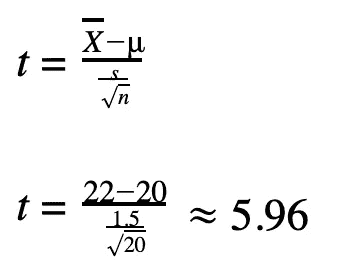 t = (X̅−µ)/(s/√n)
t = (22−20)/(1.5/√20) ≈ 5.96